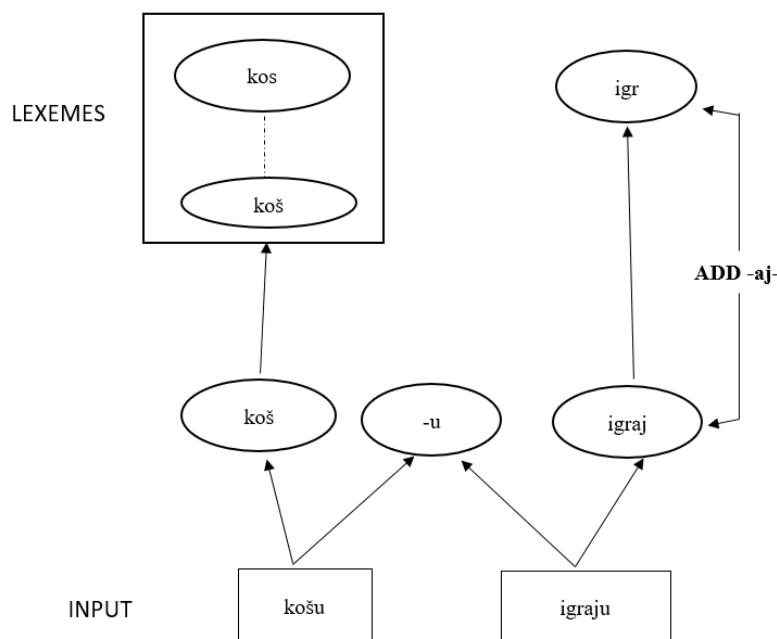 kos
igr
LEXEMES
koš
ADD -aj-
koš
-u
igraj
košu
igraju
INPUT